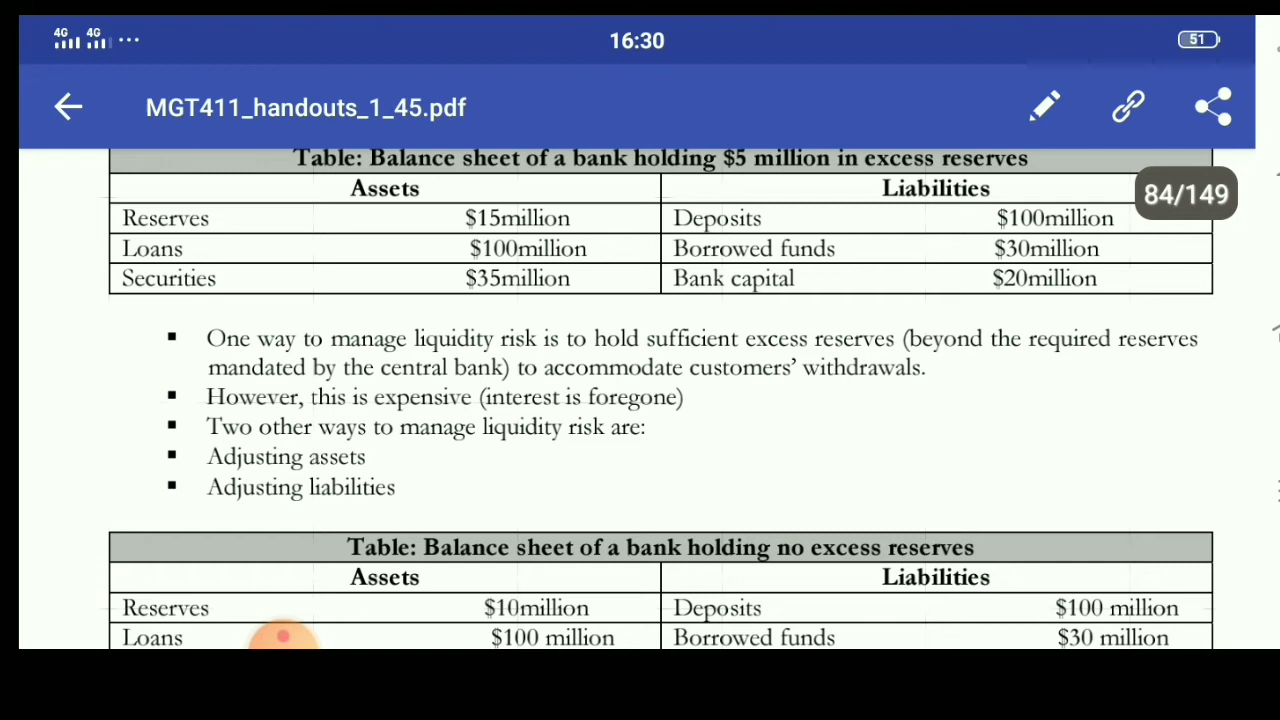 4G 4G ... 16:30 51
MGT411_handouts_1_45.pdf
Table: Balance sheet of a bank holding $5 million in excess reserves
Assets Liabilities
84/149
Reserves $15million Deposits $100million
Loans $100million Borrowed funds $30million
Securities $35million Bank capital $20million
▪ One way to manage liquidity risk is to hold sufficient excess reserves (beyond the required reserves
mandated by the central bank) to accommodate customers’ withdrawals.
▪ However, this is expensive (interest is foregone)
▪ Two other ways to manage liquidity risk are:
▪ Adjusting assets
▪ Adjusting liabilities
Table: Balance sheet of a bank holding no excess reserves
Assets Liabilities
Reserves $10million Deposits $100 million
Loans $100 million Borrowed funds $30 million